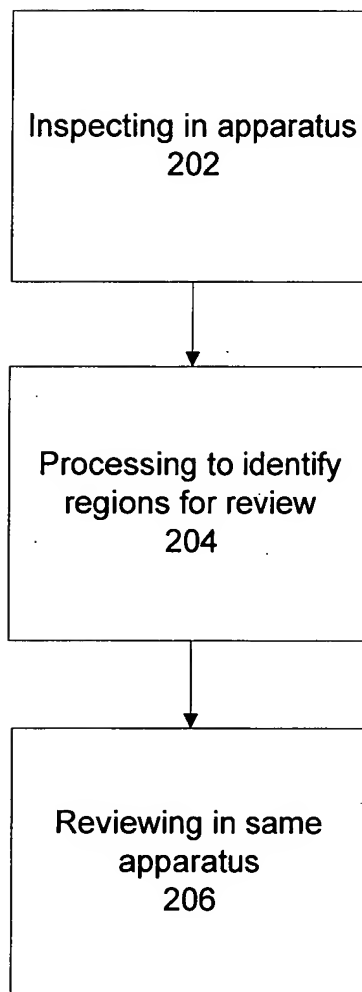 Inspecting in apparatus
202
Processing to identify
regions for review
204
Reviewing in same
apparatus
206